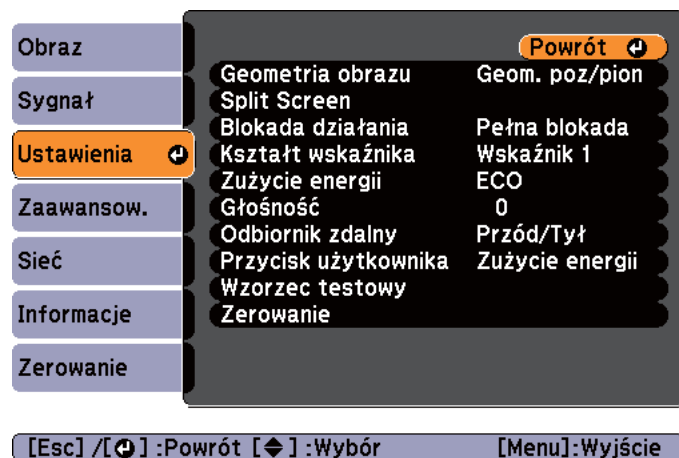 Obraz
Sygnał
Ustawienia
Zaawansow.
Sieć
Informacje
Zerowanie
Powrót
Geometria obrazu Geom. poz/pion
Split Screen
Blokada działania Pełna blokada
Kształt wskaźnika Wskaźnik 1
Zużycie energii ECO
Głośność 0
Odbiornik zdalny Przód/Tył
Przycisk użytkownika Zużycie energii
Wzorzec testowy
Zerowanie
[Esc] /[⏎] :Powrót [◆] :Wybór [Menu]:Wyjście